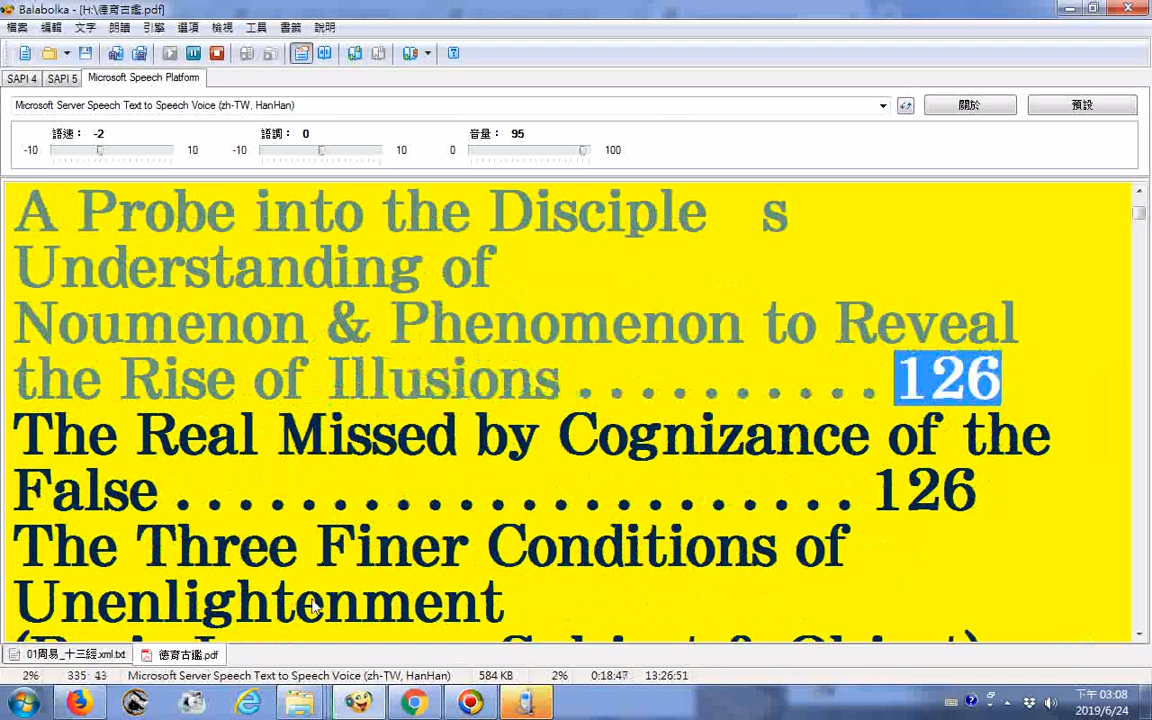 Balabolka - [H:\德育古鑑.pdf]
檔案 編輯 文字 朗讀 引擎 選項 檢視 工具 書籤 說明
SAPI 4 SAPI 5 Microsoft Speech Platform
Microsoft Server Speech Text to Speech Voice (zh-TW, HanHan) 關於 預設
語速： -2 語調： 0 音量： 95
-10 10 -10 10 0 100
A Probe into the Disciple s
Understanding of
Noumenon & Phenomenon to Reveal
the Rise of Illusions . . . . . . . . . . 126
The Real Missed by Cognizance of the
False . . . . . . . . . . . . . . . . . . . . . . 126
The Three Finer Conditions of
Unenlightenment
01周易_十三經.xml.txt 德育古鑑.pdf
2% 335: 43 Microsoft Server Speech Text to Speech Voice (zh-TW, HanHan) 584 KB 2% 0:18:47 13:26:51
下午 03:08
2019/6/24